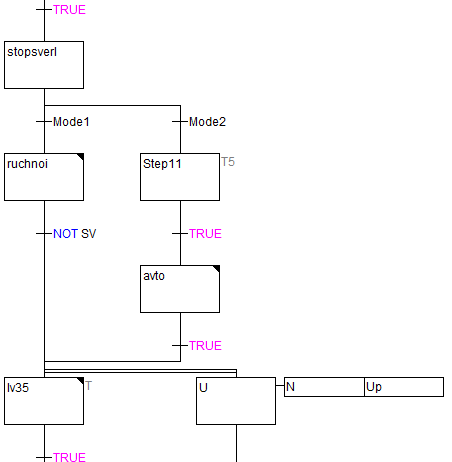 TRUE
stopsverl
Mode1 Mode2
ruchnoi Step11 T5
NOT SV TRUE
avto
TRUE
lv35 T U N Up
TRUE